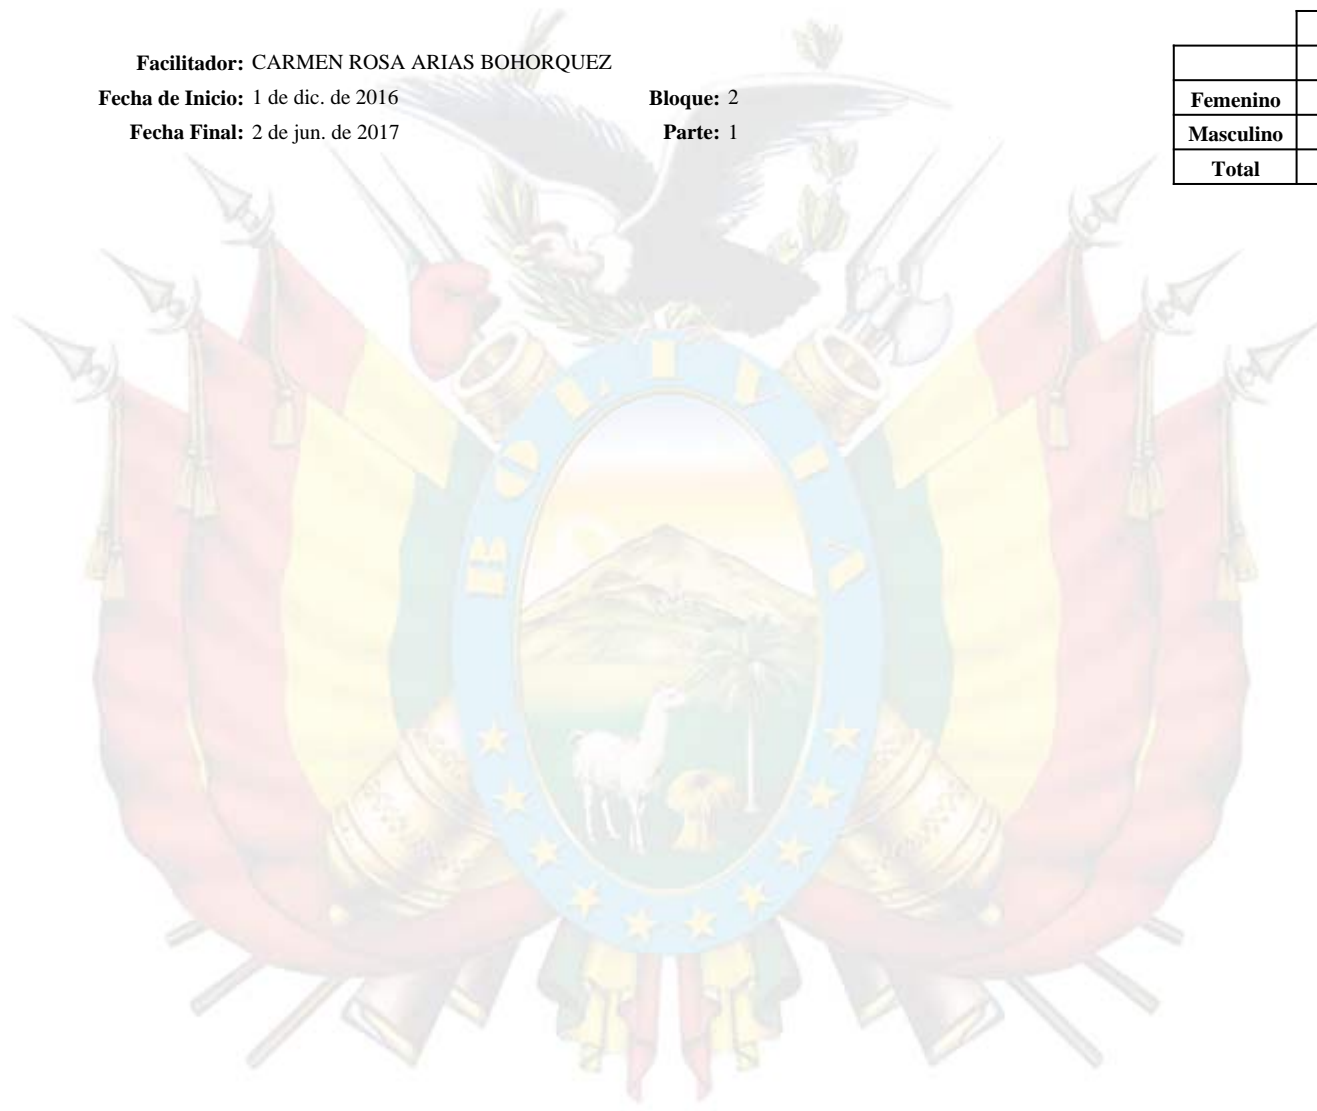 Facilitador: CARMEN ROSA ARIAS BOHORQUEZ
Fecha de Inicio: 1 de dic. de 2016 Bloque: 2
Fecha Final: 2 de jun. de 2017 Parte: 1
Femenino
Masculino
Total
BOLIVIA